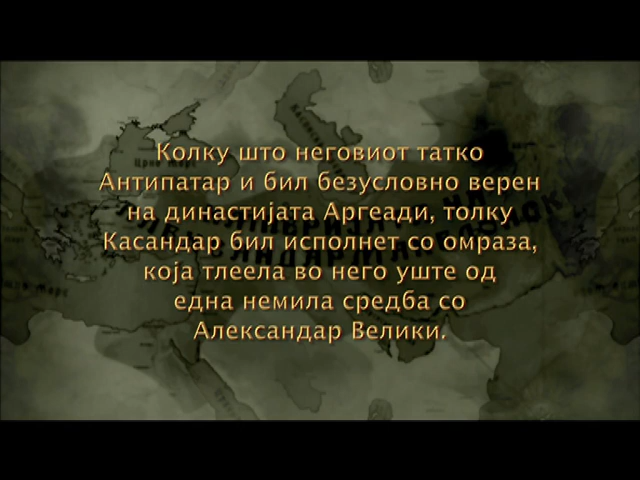 Колку што неговиот татко
Антипатар и бил безусловно верен
на династијата Аргеади, толку
Касандар бил исполнет со омраза,
која тлеела во него уште од
една немила средба со
Александар Велики.